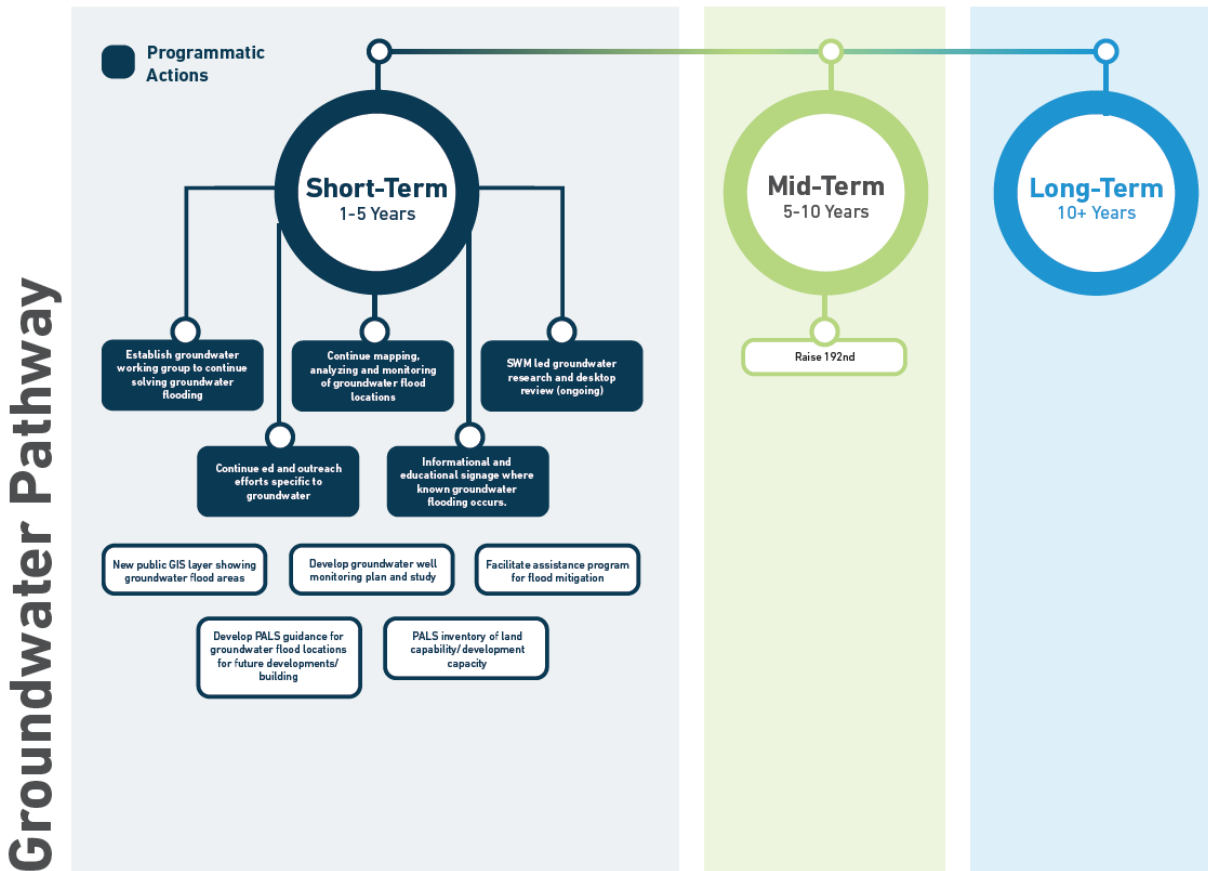 Groundwater Pathway
Programmatic
Actions
Short-Term
1-5 Years
Mid-Term
5-10 Years
Long-Term
10+ Years
Establish groundwater
working group to continue
solving groundwater
flooding
Continue mapping,
analyzing and monitoring
of groundwater flood
locations
SWM led groundwater
research and desktop
review (ongoing)
Raise 192nd
Continue ed and outreach
efforts specific to
groundwater
Informational and
educational signage where
known groundwater
flooding occurs.
New public GIS layer showing
groundwater flood areas
Develop groundwater well
monitoring plan and study
Facilitate assistance program
for flood mitigation
Develop PALS guidance for
groundwater flood locations
for future developments/
building
PALS inventory of land
capability/development
capacity